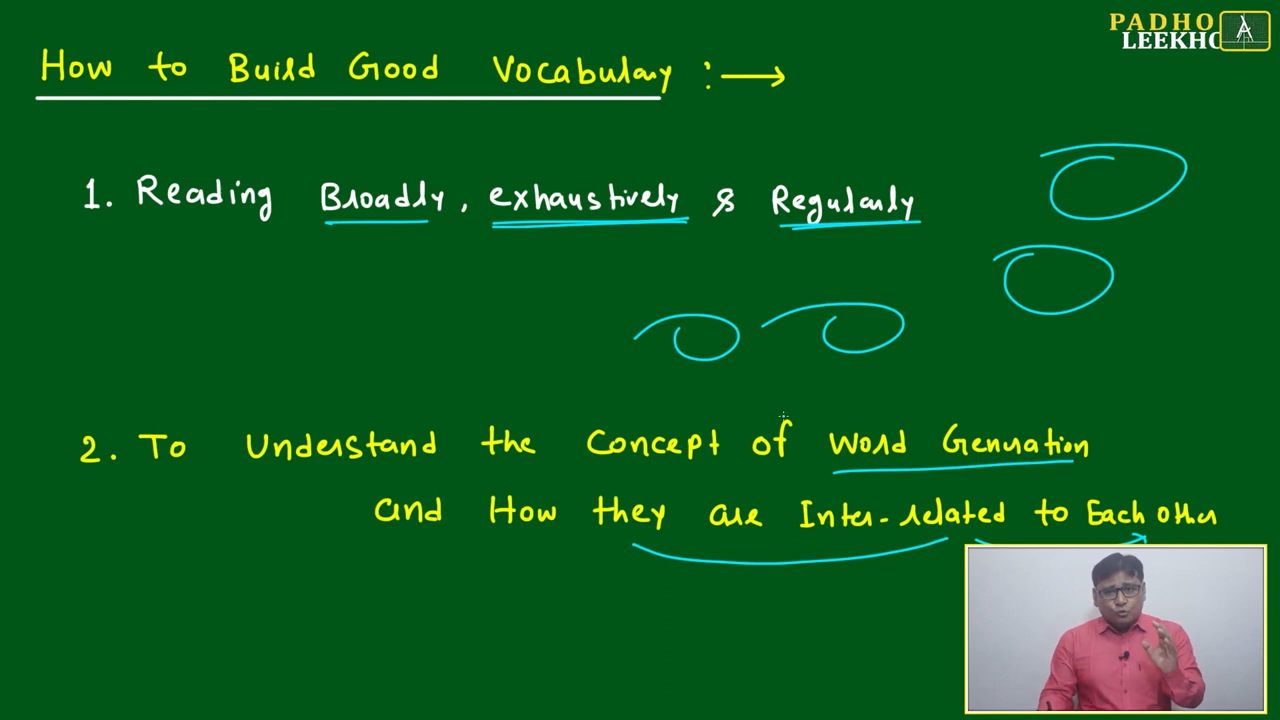 PADHO
LEEKHO
How to Build Good Vocabulary :→
1. Reading Broadly, exhaustively & Regularly
2. To Understand the Concept of Word Genration
and How they are Inter-related to Each other